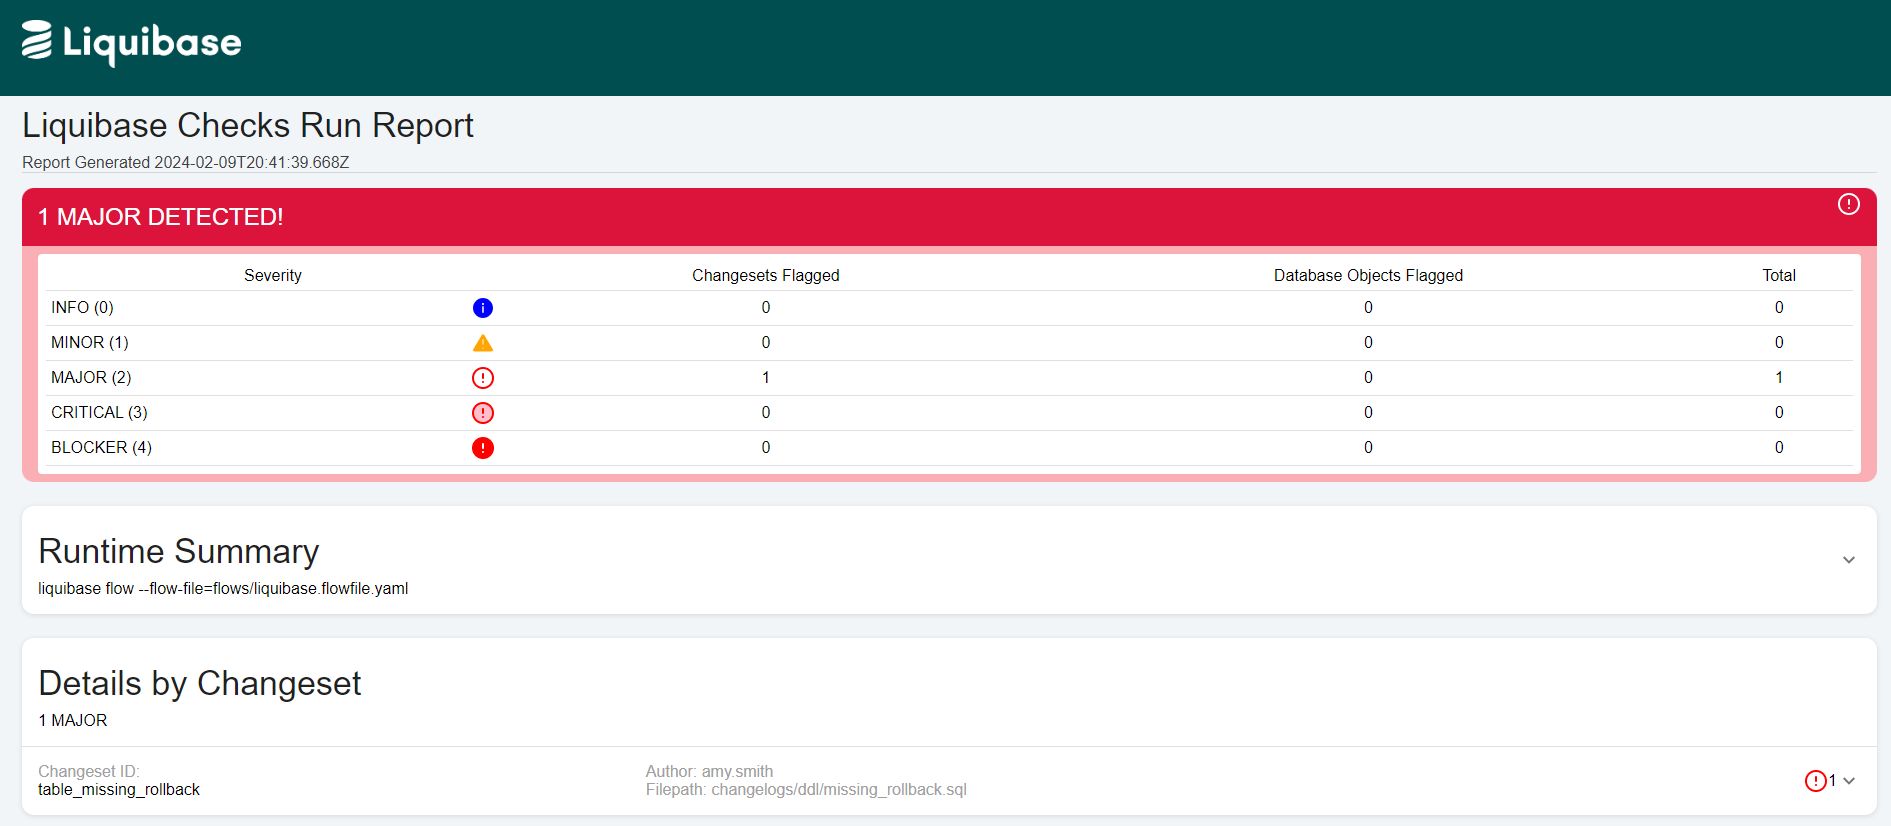 Liquibase
Liquibase Checks Run Report
Report Generated 2024-02-09T20:41:39.668Z
1 MAJOR DETECTED!
Severity Changesets Flagged Database Objects Flagged Total
INFO (0) 0 0 0
MINOR (1) 0 0 0
MAJOR (2) 1 0 1
CRITICAL (3) 0 0 0
BLOCKER (4) 0 0 0
Runtime Summary
liquibase flow --flow-file=flows/liquibase.flowfile.yaml
Details by Changeset
1 MAJOR
Changeset ID: Author: amy.smith
table_missing_rollback Filepath: changelogs/ddl/missing_rollback.sql
1